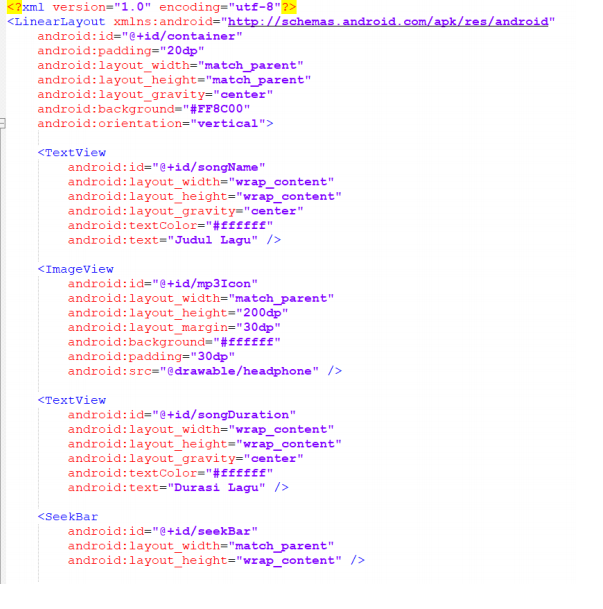 <?xml version="1.0" encoding="utf-8"?>
<LinearLayout xmlns:android="http://schemas.android.com/apk/res/android"
    android:id="@+id/container"
    android:padding="20dp"
    android:layout_width="match_parent"
    android:layout_height="match_parent"
    android:layout_gravity="center"
    android:background="#FF8C00"
    android:orientation="vertical">

    <TextView
        android:id="@+id/songName"
        android:layout_width="wrap_content"
        android:layout_height="wrap_content"
        android:layout_gravity="center"
        android:textColor="#ffffff"
        android:text="Judul Lagu" />

    <ImageView
        android:id="@+id/mp3Icon"
        android:layout_width="match_parent"
        android:layout_height="200dp"
        android:layout_margin="30dp"
        android:background="#ffffff"
        android:padding="30dp"
        android:src="@drawable/headphone" />

    <TextView
        android:id="@+id/songDuration"
        android:layout_width="wrap_content"
        android:layout_height="wrap_content"
        android:layout_gravity="center"
        android:textColor="#ffffff"
        android:text="Durasi Lagu" />

    <SeekBar
        android:id="@+id/seekBar"
        android:layout_width="match_parent"
        android:layout_height="wrap_content" />